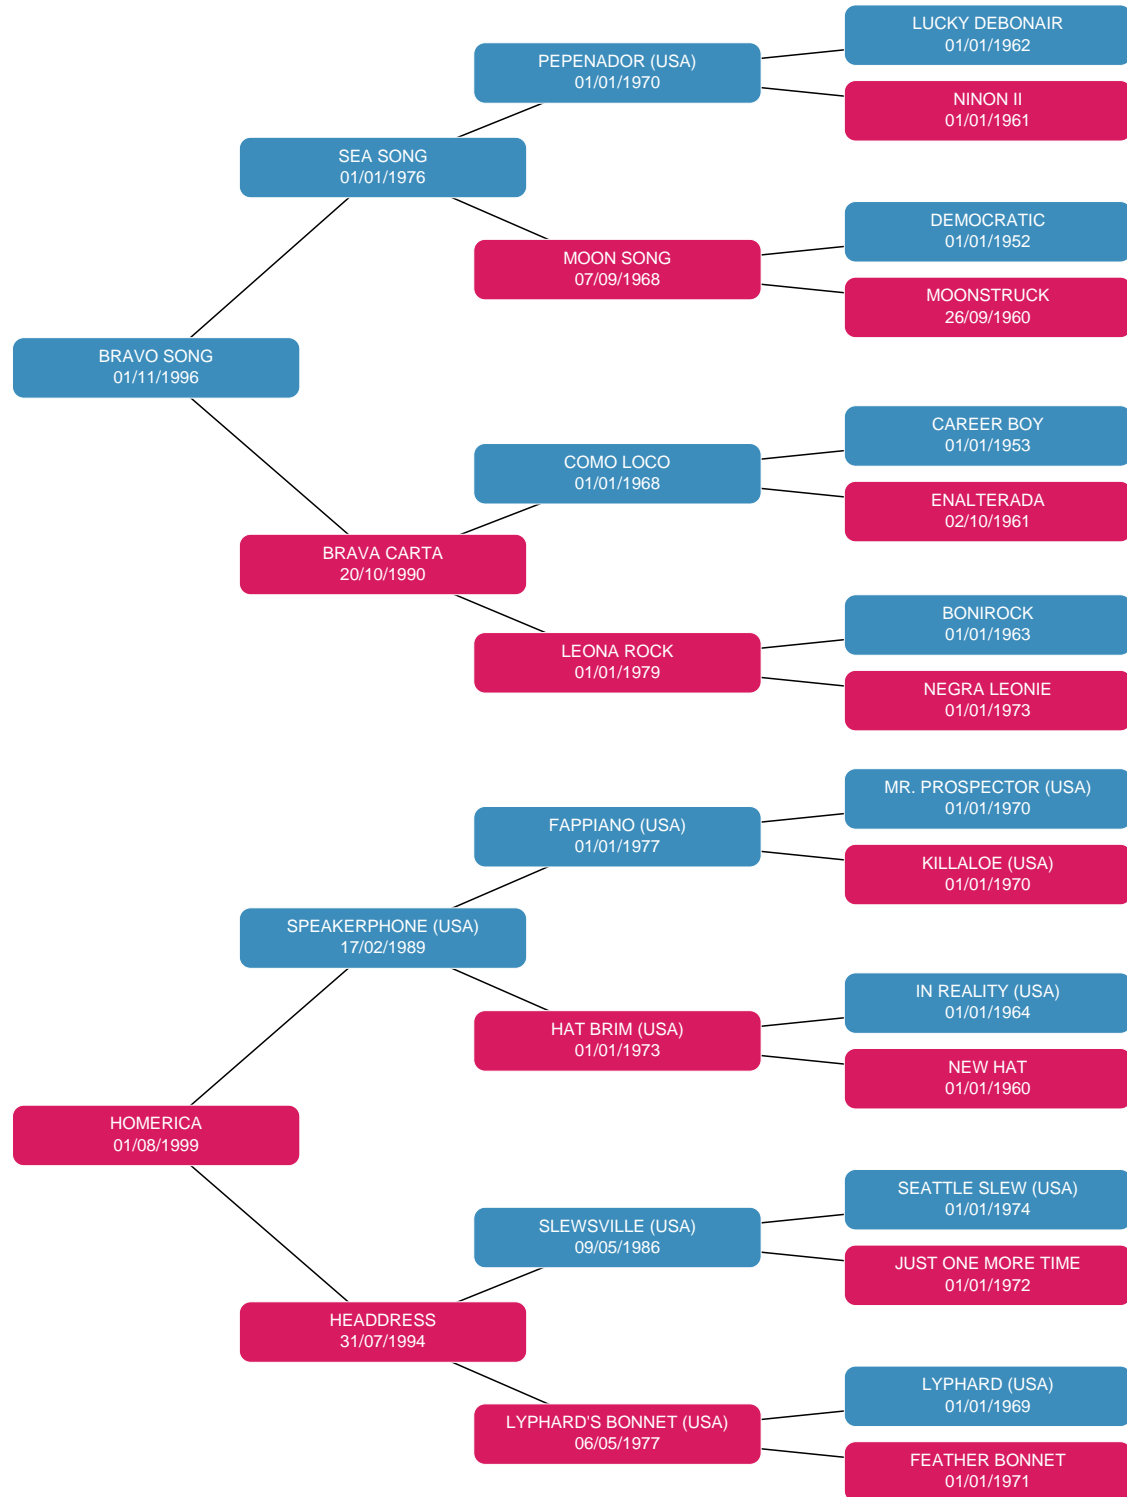 LUCKY DEBONAIR
01/01/1962
PEPENADOR (USA)
01/01/1970
NINON II
01/01/1961
SEA SONG
01/01/1976
DEMOCRATIC
01/01/1952
MOON SONG
07/09/1968
MOONSTRUCK
26/09/1960
BRAVO SONG
01/11/1996
CAREER BOY
01/01/1953
COMO LOCO
01/01/1968
ENALTERADA
02/10/1961
BRAVA CARTA
20/10/1990
BONIROCK
01/01/1963
LEONA ROCK
01/01/1979
NEGRA LEONIE
01/01/1973
MR. PROSPECTOR (USA)
01/01/1970
FAPPIANO (USA)
01/01/1977
KILLALOE (USA)
01/01/1970
SPEAKERPHONE (USA)
17/02/1989
IN REALITY (USA)
01/01/1964
HAT BRIM (USA)
01/01/1973
NEW HAT
01/01/1960
HOMERICA
01/08/1999
SEATTLE SLEW (USA)
01/01/1974
SLEWSVILLE (USA)
09/05/1986
JUST ONE MORE TIME
01/01/1972
HEADDRESS
31/07/1994
LYPHARD (USA)
01/01/1969
LYPHARD'S BONNET (USA)
06/05/1977
FEATHER BONNET
01/01/1971